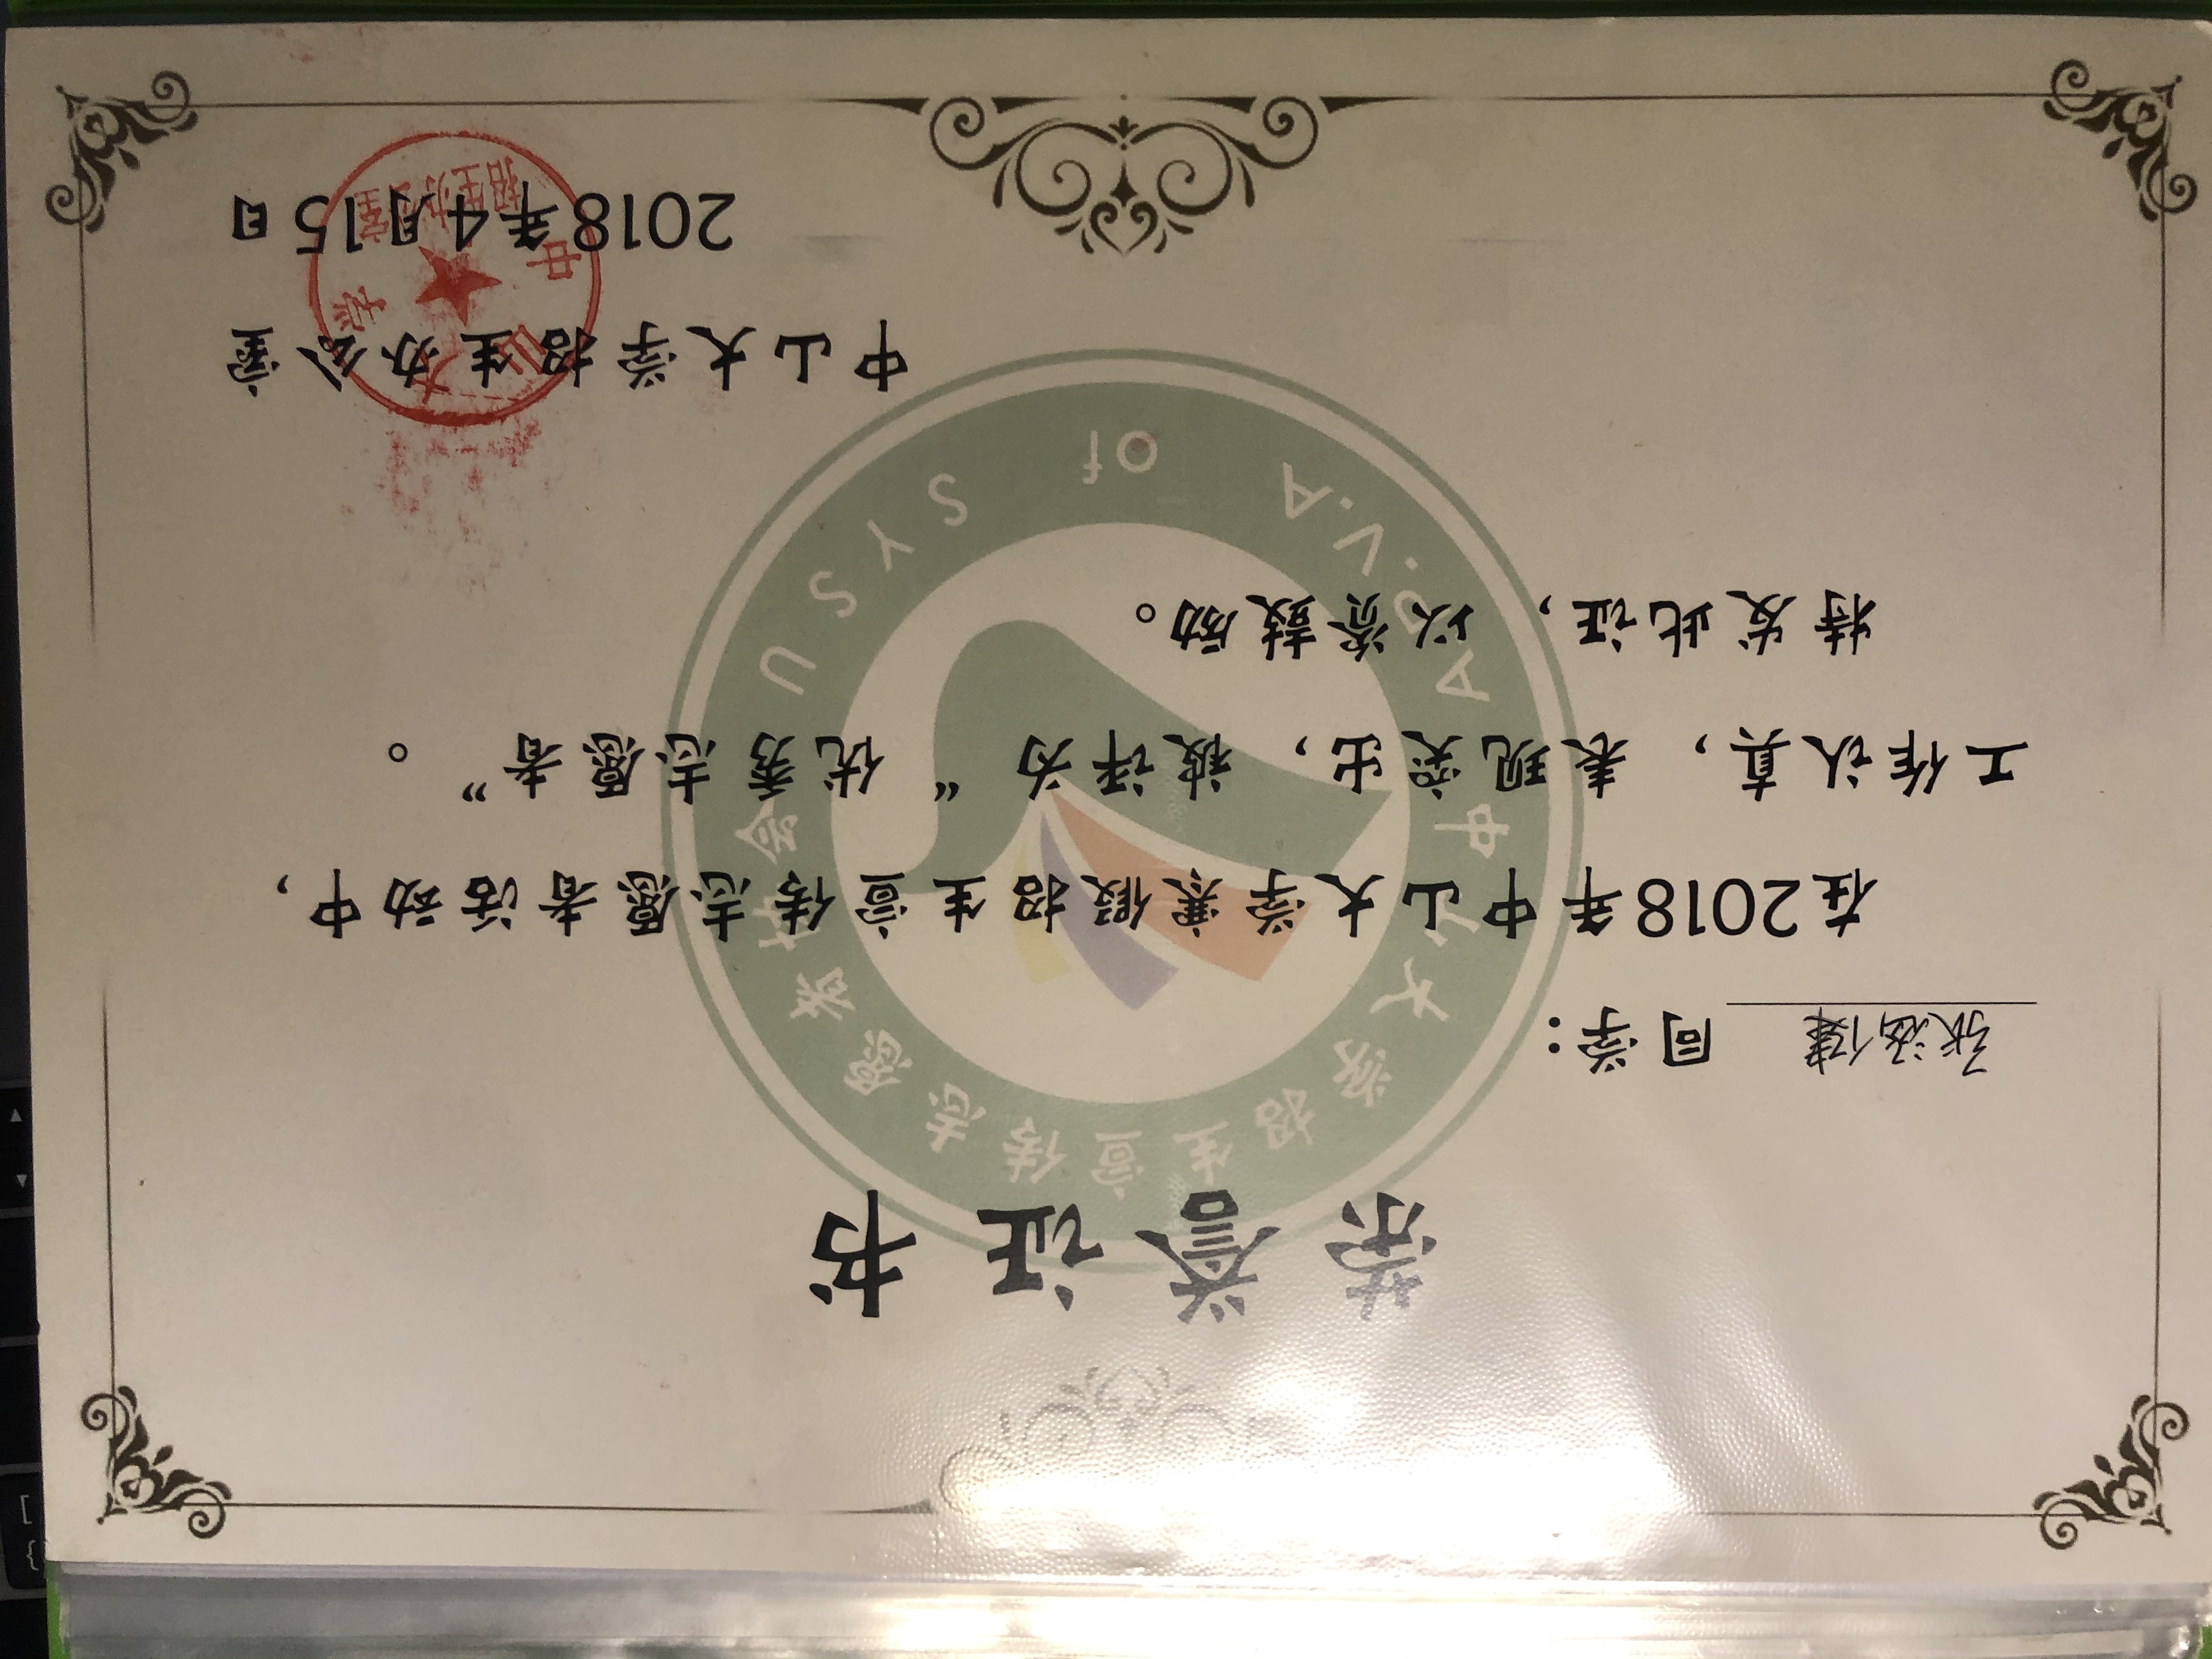 荣誉证书
中山大学招生宣传志愿者协会
张涵健 同学：
在2018年中山大学寒假招生宣传志愿者活动中，
工作认真，表现突出，被评为“优秀志愿者”。
特发此证，以资鼓励。
A.P.V.A of SYSU
中山大学招生办公室
2018年4月15日
中山大学
招生办公室
}
]